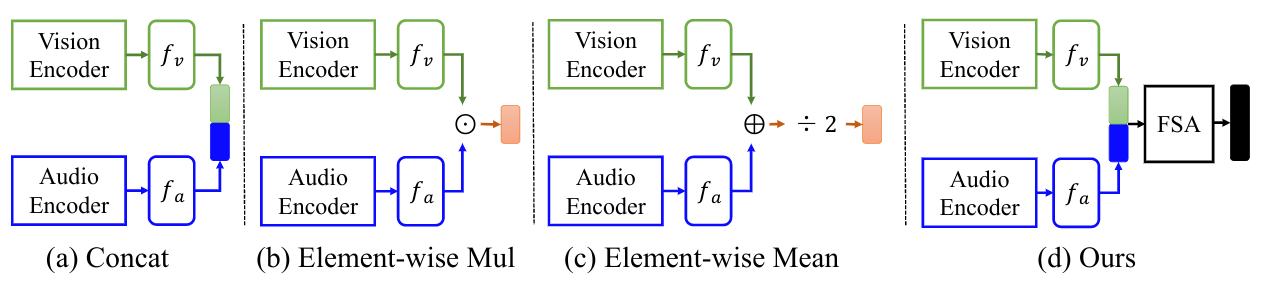 Vision
Encoder
f_v
Audio
Encoder
f_a
(a) Concat
Vision
Encoder
f_v
⊙
Audio
Encoder
f_a
(b) Element-wise Mul
Vision
Encoder
f_v
⊕ ÷ 2
Audio
Encoder
f_a
(c) Element-wise Mean
Vision
Encoder
f_v
FSA
Audio
Encoder
f_a
(d) Ours